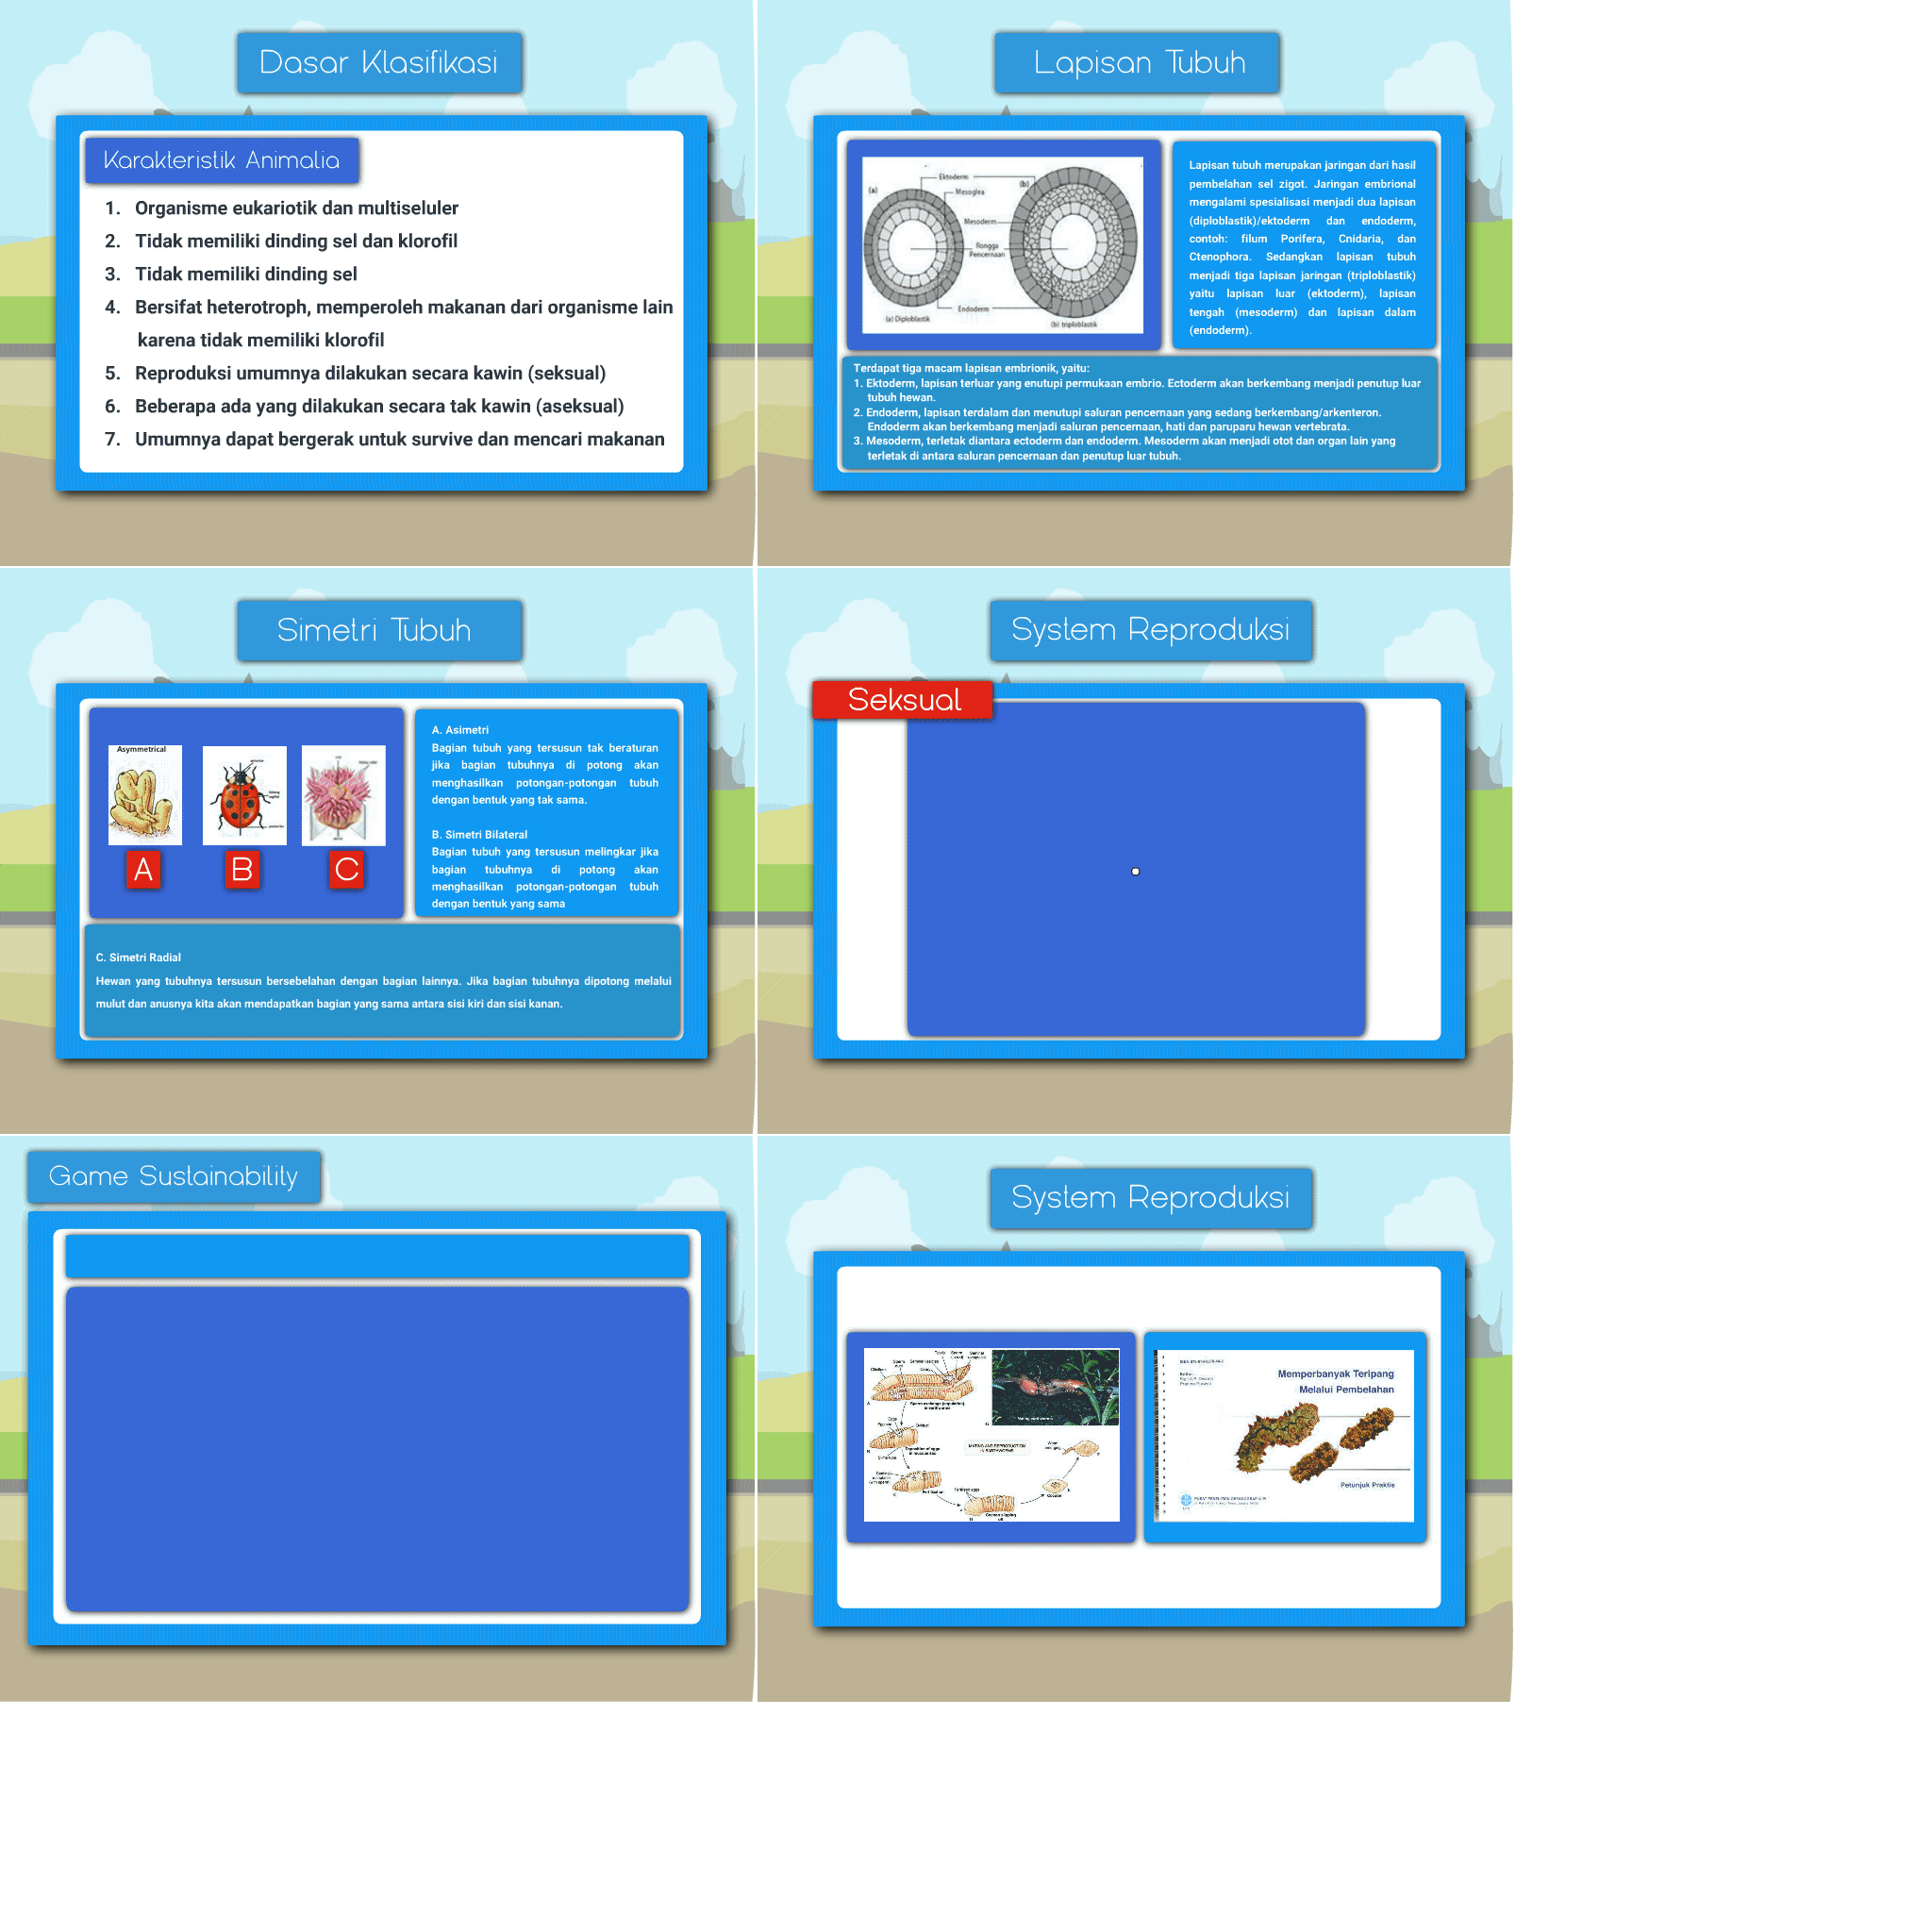 Dasar Klasifikasi
Karakteristik Animalia
1. Organisme eukariotik dan multiseluler
2. Tidak memiliki dinding sel dan klorofil
3. Tidak memiliki dinding sel
4. Bersifat heterotroph, memperoleh makanan dari organisme lain
karena tidak memiliki klorofil
5. Reproduksi umumnya dilakukan secara kawin (seksual)
6. Beberapa ada yang dilakukan secara tak kawin (aseksual)
7. Umumnya dapat bergerak untuk survive dan mencari makanan
Lapisan Tubuh
(a)
Ektoderm
(b)
Mesoglea
Mesoderm
Rongga
Pencernaan
Endoderm
(a) Diploblastik
(b) triploblastik
Lapisan tubuh merupakan jaringan dari hasil
pembelahan sel zigot. Jaringan embrional
mengalami spesialisasi menjadi dua lapisan
(diploblastik)/ektoderm dan endoderm,
contoh: filum Porifera, Cnidaria, dan
Ctenophora. Sedangkan lapisan tubuh
menjadi tiga lapisan jaringan (triploblastik)
yaitu lapisan luar (ektoderm), lapisan
tengah (mesoderm) dan lapisan dalam
(endoderm).
Terdapat tiga macam lapisan embrionik, yaitu:
1. Ektoderm, lapisan terluar yang enutupi permukaan embrio. Ectoderm akan berkembang menjadi penutup luar
tubuh hewan.
2. Endoderm, lapisan terdalam dan menutupi saluran pencernaan yang sedang berkembang/arkenteron.
Endoderm akan berkembang menjadi saluran pencernaan, hati dan paruparu hewan vertebrata.
3. Mesoderm, terletak diantara ectoderm dan endoderm. Mesoderm akan menjadi otot dan organ lain yang
terletak di antara saluran pencernaan dan penutup luar tubuh.
Simetri Tubuh
Asymmetrical
A
B
C
A. Asimetri
Bagian tubuh yang tersusun tak beraturan
jika bagian tubuhnya di potong akan
menghasilkan potongan-potongan tubuh
dengan bentuk yang tak sama.
B. Simetri Bilateral
Bagian tubuh yang tersusun melingkar jika
bagian tubuhnya di potong akan
menghasilkan potongan-potongan tubuh
dengan bentuk yang sama
C. Simetri Radial
Hewan yang tubuhnya tersusun bersebelahan dengan bagian lainnya. Jika bagian tubuhnya dipotong melalui
mulut dan anusnya kita akan mendapatkan bagian yang sama antara sisi kiri dan sisi kanan.
System Reproduksi
Seksual
Game Sustainability
System Reproduksi
Mating earthworms
MATING AND REPRODUCTION
IN EARTHWORMS
Fertilized eggs
Cocoon
Memperbanyak Teripang
Melalui Pembelahan
Petunjuk Praktis